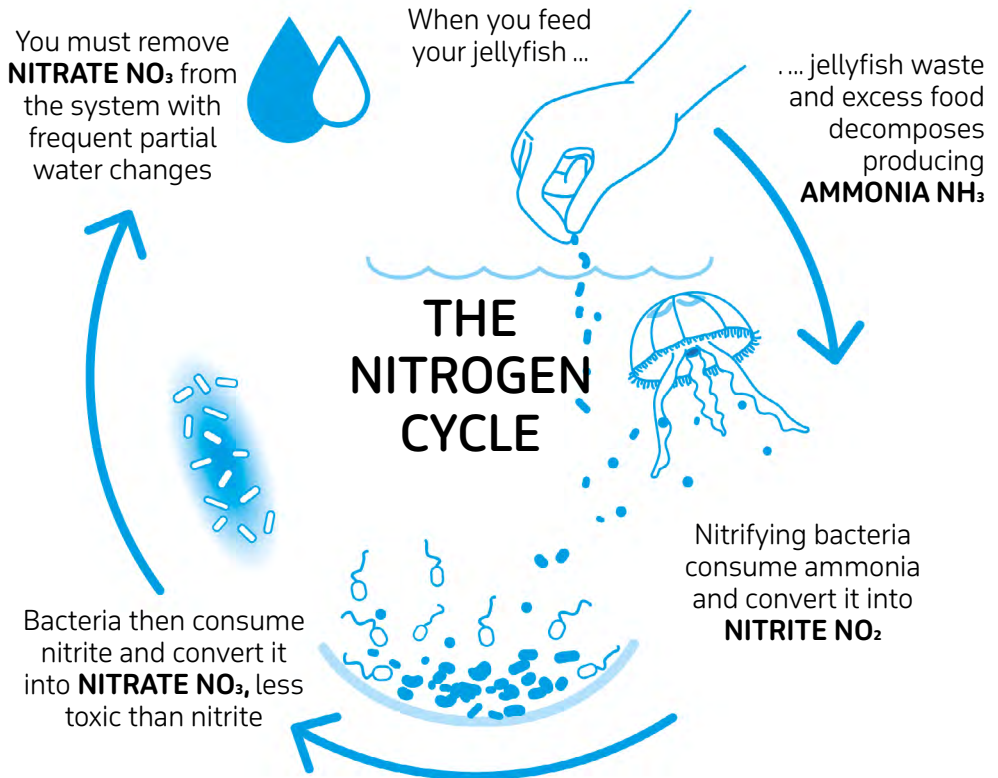 When you feed
your jellyfish ...
. ... jellyfish waste
and excess food
decomposes
producing
AMMONIA NH₃
Nitrifying bacteria
consume ammonia
and convert it into
NITRITE NO₂
Bacteria then consume
nitrite and convert it
into NITRATE NO₃, less
toxic than nitrite
You must remove
NITRATE NO₃ from
the system with
frequent partial
water changes
THE
NITROGEN
CYCLE